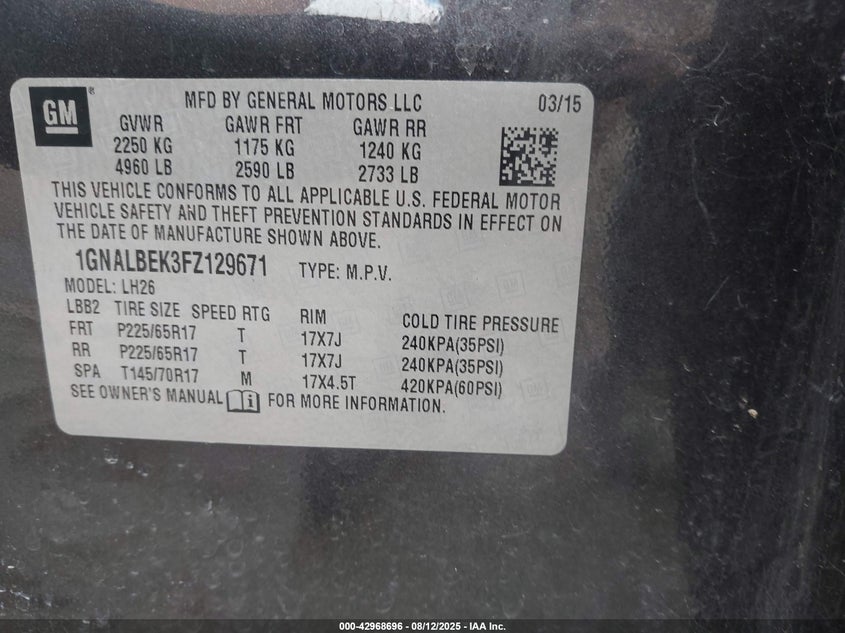 GM ® MFD BY GENERAL MOTORS LLC 03/15
GVWR GAWR FRT GAWR RR
2250 KG 1175 KG 1240 KG
4960 LB 2590 LB 2733 LB
THIS VEHICLE CONFORMS TO ALL APPLICABLE U.S. FEDERAL MOTOR
VEHICLE SAFETY AND THEFT PREVENTION STANDARDS IN EFFECT ON
THE DATE OF MANUFACTURE SHOWN ABOVE.
1GNALBEK3FZ129671 TYPE: M.P.V.
MODEL: LH26
LBB2 TIRE SIZE SPEED RTG RIM COLD TIRE PRESSURE
FRT P225/65R17 T 17X7J 240KPA(35PSI)
RR P225/65R17 T 17X7J 240KPA(35PSI)
SPA T145/70R17 M 17X4.5T 420KPA(60PSI)
SEE OWNER'S MANUAL i FOR MORE INFORMATION.
000-42968696 - 08/12/2025 - IAA Inc.